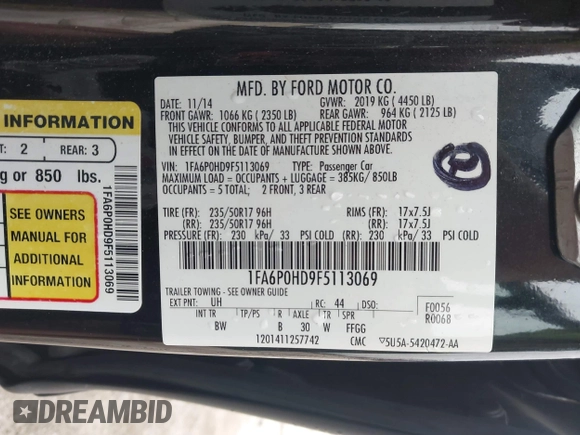 INFORMATION
T: 2 REAR: 3
g or 850 lbs.
SEE OWNERS
MANUAL FOR
ADDITIONAL
INFORMATION
1FA6P0HD9F5113069
MFD. BY FORD MOTOR CO.
DATE: 11/14 GVWR: 2019 KG ( 4450 LB)
FRONT GAWR: 1066 KG ( 2350 LB) REAR GAWR: 964 KG ( 2125 LB)
THIS VEHICLE CONFORMS TO ALL APPLICABLE FEDERAL MOTOR
VEHICLE SAFETY, BUMPER, AND THEFT PREVENTION STANDARDS
IN EFFECT ON THE DATE OF MANUFACTURE SHOWN ABOVE.
VIN: 1FA6P0HD9F5113069 TYPE: Passenger Car
MAXIMUM LOAD = OCCUPANTS + LUGGAGE = 385KG/ 850LB
OCCUPANTS = 5 TOTAL; 2 FRONT, 3 REAR
TIRE (FR): 235/50R17 96H RIMS (FR): 17x7.5J
(RR): 235/50R17 96H (RR): 17x7.5J
PRESSURE (FR): 230 kPa/ 33 PSI COLD (RR): 230 kPa/ 33 PSI COLD
1FA6P0HD9F5113069
TRAILER TOWING - SEE OWNER GUIDE
EXT PNT: UH RC: 44 DSO: F0056
R0068
INT TR TP/PS R AXLE TR SPR
BW B 30 W FFGG
1201411257742 CMC ▽5U5A-5420472-AA
AUTOBIDREAM